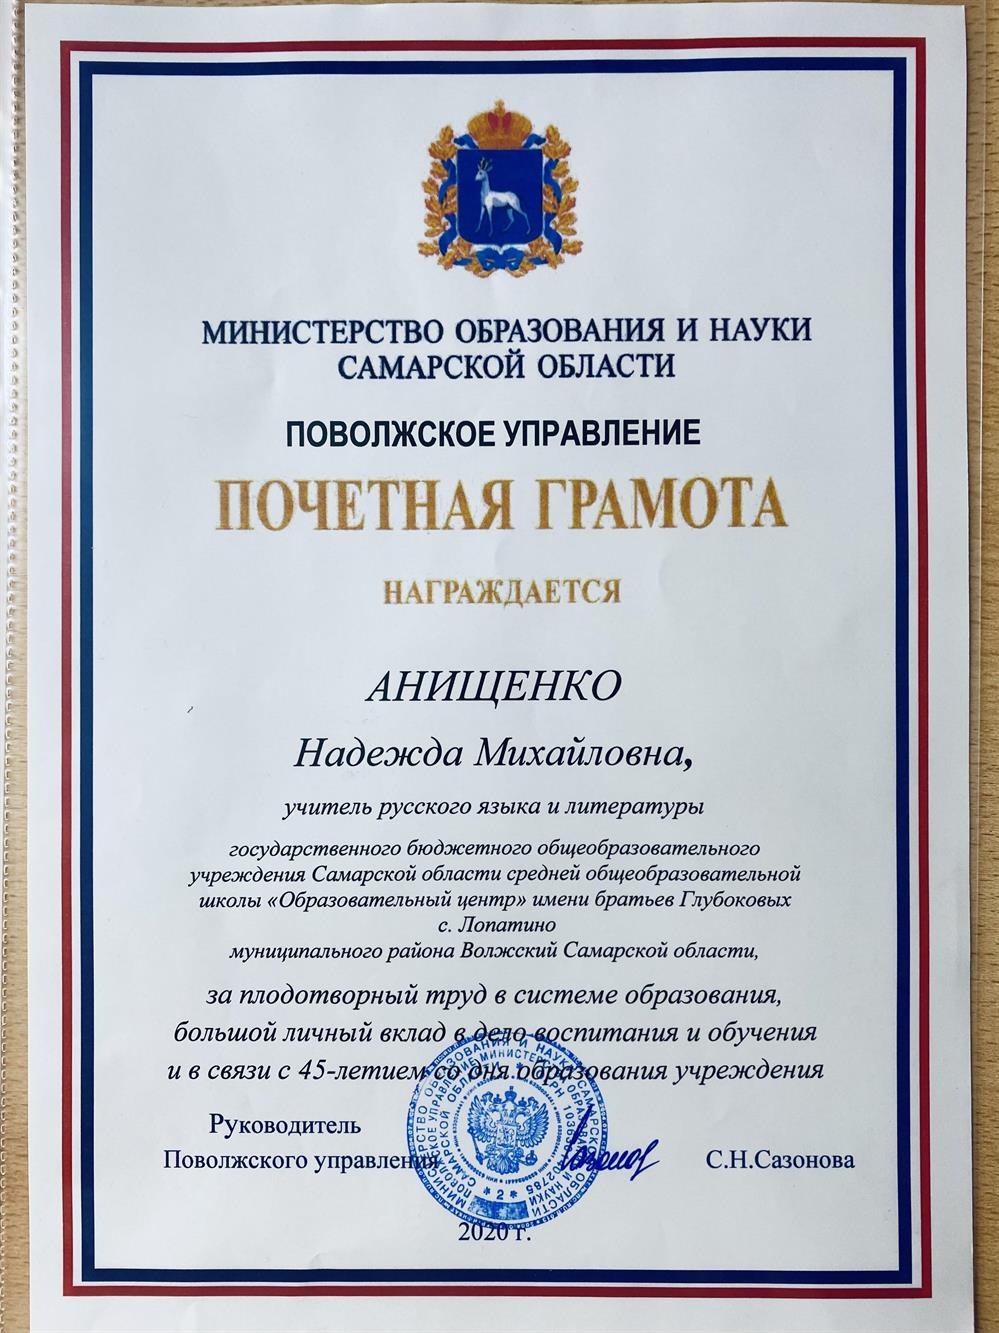 МИНИСТЕРСТВО ОБРАЗОВАНИЯ И НАУКИ
САМАРСКОЙ ОБЛАСТИ
ПОВОЛЖСКОЕ УПРАВЛЕНИЕ
ПОЧЕТНАЯ ГРАМОТА
НАГРАЖДАЕТСЯ
АНИЩЕНКО
Надежда Михайловна,
учитель русского языка и литературы
государственного бюджетного общеобразовательного
учреждения Самарской области средней общеобразовательной
школы «Образовательный центр» имени братьев Глубоковых
с. Лопатино
муниципального района Волжский Самарской области,
за плодотворный труд в системе образования,
большой личный вклад в дело воспитания и обучения
и в связи с 45-летием со дня образования учреждения
Руководитель
Поволжского управления С.Н.Сазонова
* 2 *
2020 г.